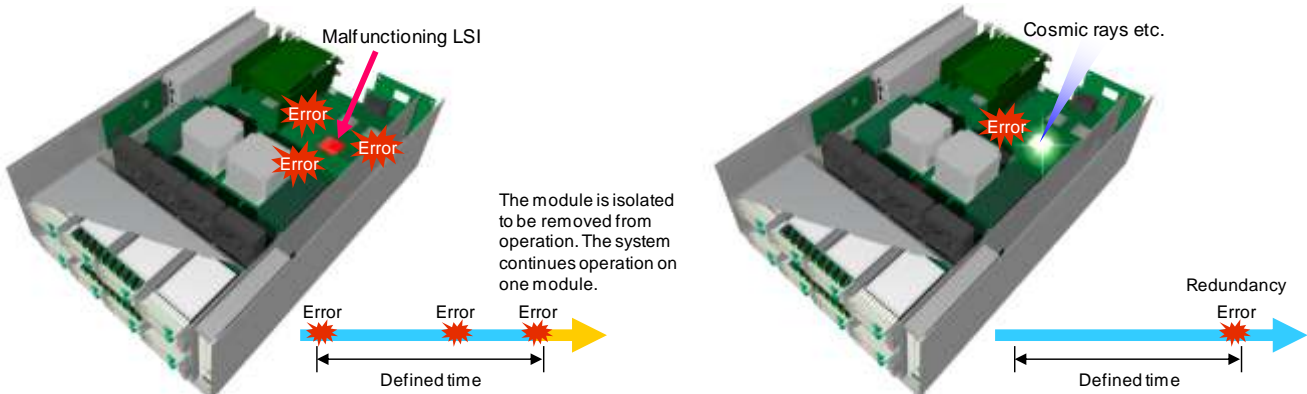 Malfunctioning LSI
Error
Error
Error
The module is isolated
to be removed from
operation. The system
continues operation on
one module.
Error
Error
Error
Defined time
Cosmic rays etc.
Error
Redundancy
Error
Defined time